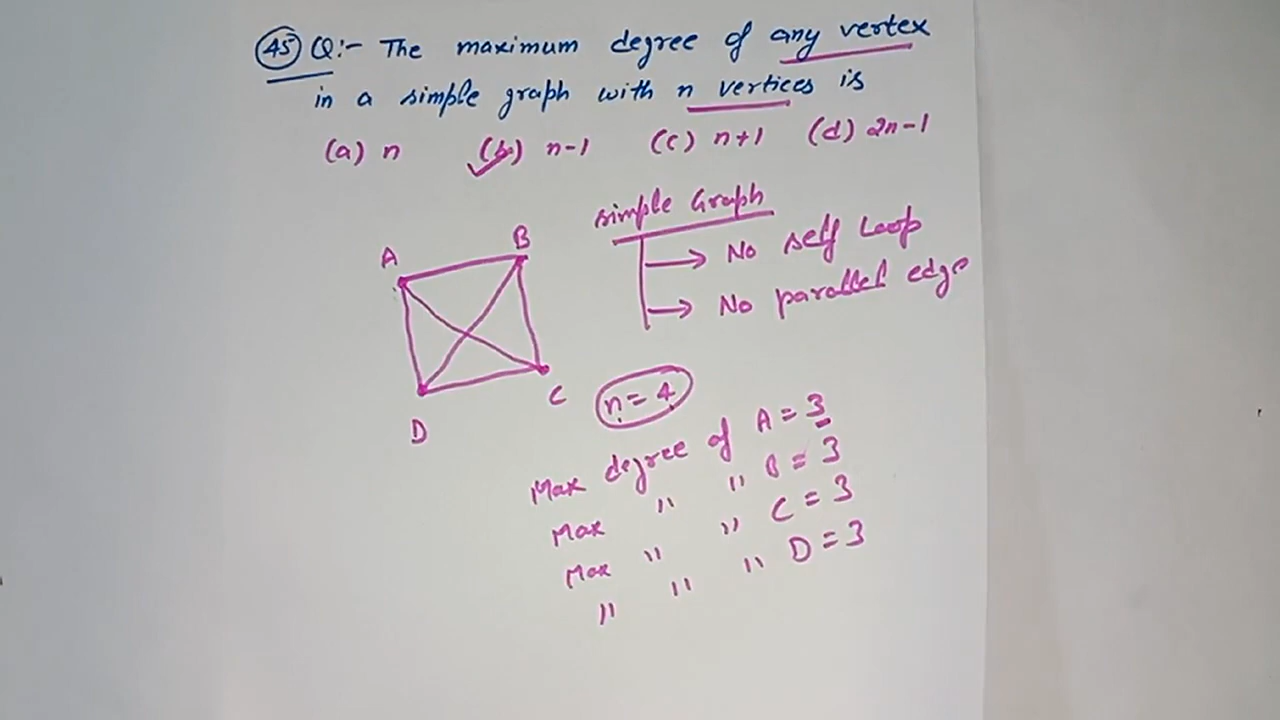 45 Q:- The maximum degree of any vertex
in a simple graph with n vertices is
(a) n (b) n-1 (c) n+1 (d) 2n-1
simple Graph
→ No self Loop
→ No parallel edge
A B
D C
n = 4
Max degree of A = 3
Max " " B = 3
Max " " C = 3
" " " D = 3